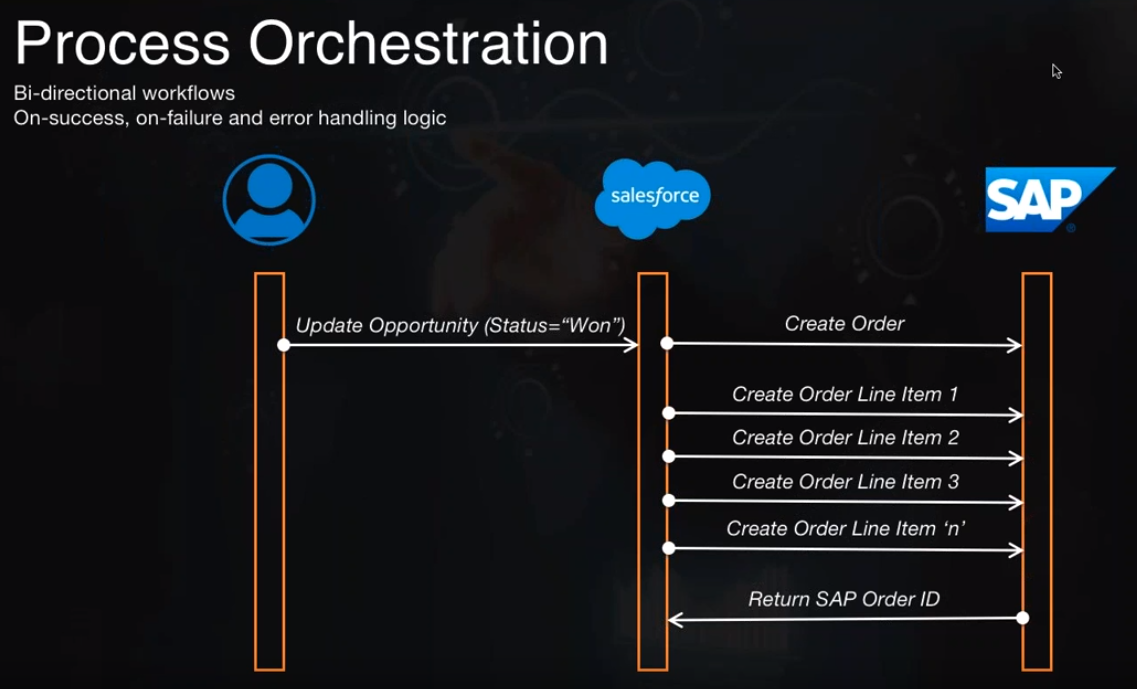 Process Orchestration
Bi-directional workflows
On-success, on-failure and error handling logic
salesforce
SAP®
Update Opportunity (Status=“Won”)
Create Order
Create Order Line Item 1
Create Order Line Item 2
Create Order Line Item 3
Create Order Line Item ‘n’
Return SAP Order ID